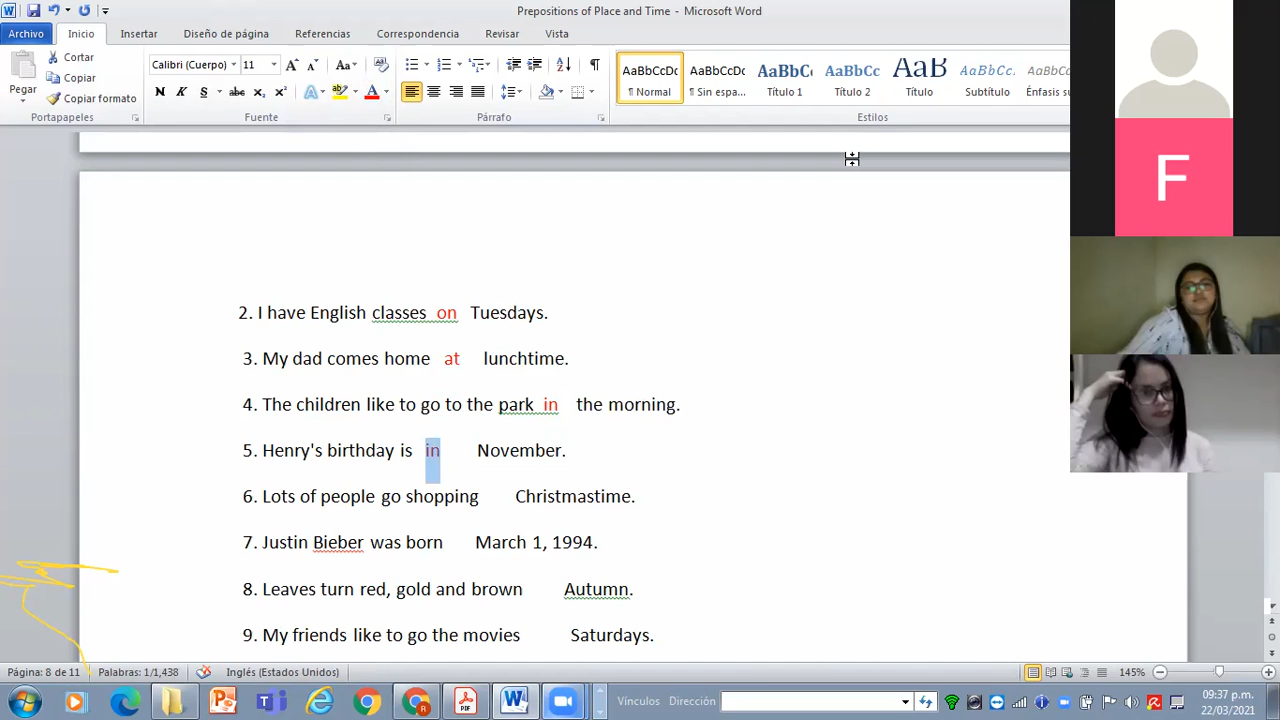 Prepositions of Place and Time - Microsoft Word
Archivo Inicio Insertar Diseño de página Referencias Correspondencia Revisar Vista
Pegar
Cortar
Copiar
Copiar formato
Portapapeles
Calibri (Cuerpo) 11
N K S abc x₂ x²
Fuente
Párrafo
AaBbCcDc AaBbCcDc AaBbC AaBbCc AaB AaBbCc. AaBbCcD
¶ Normal ¶ Sin espa... Título 1 Título 2 Título Subtítulo Énfasis su
Estilos
F
2. I have English classes on Tuesdays.
3. My dad comes home at lunchtime.
4. The children like to go to the park in the morning.
5. Henry's birthday is in November.
6. Lots of people go shopping Christmastime.
7. Justin Bieber was born March 1, 1994.
8. Leaves turn red, gold and brown Autumn.
9. My friends like to go the movies Saturdays.
Página: 8 de 11 Palabras: 1/1,438 Inglés (Estados Unidos) 145%
Vínculos Dirección
09:37 p.m.
22/03/2021